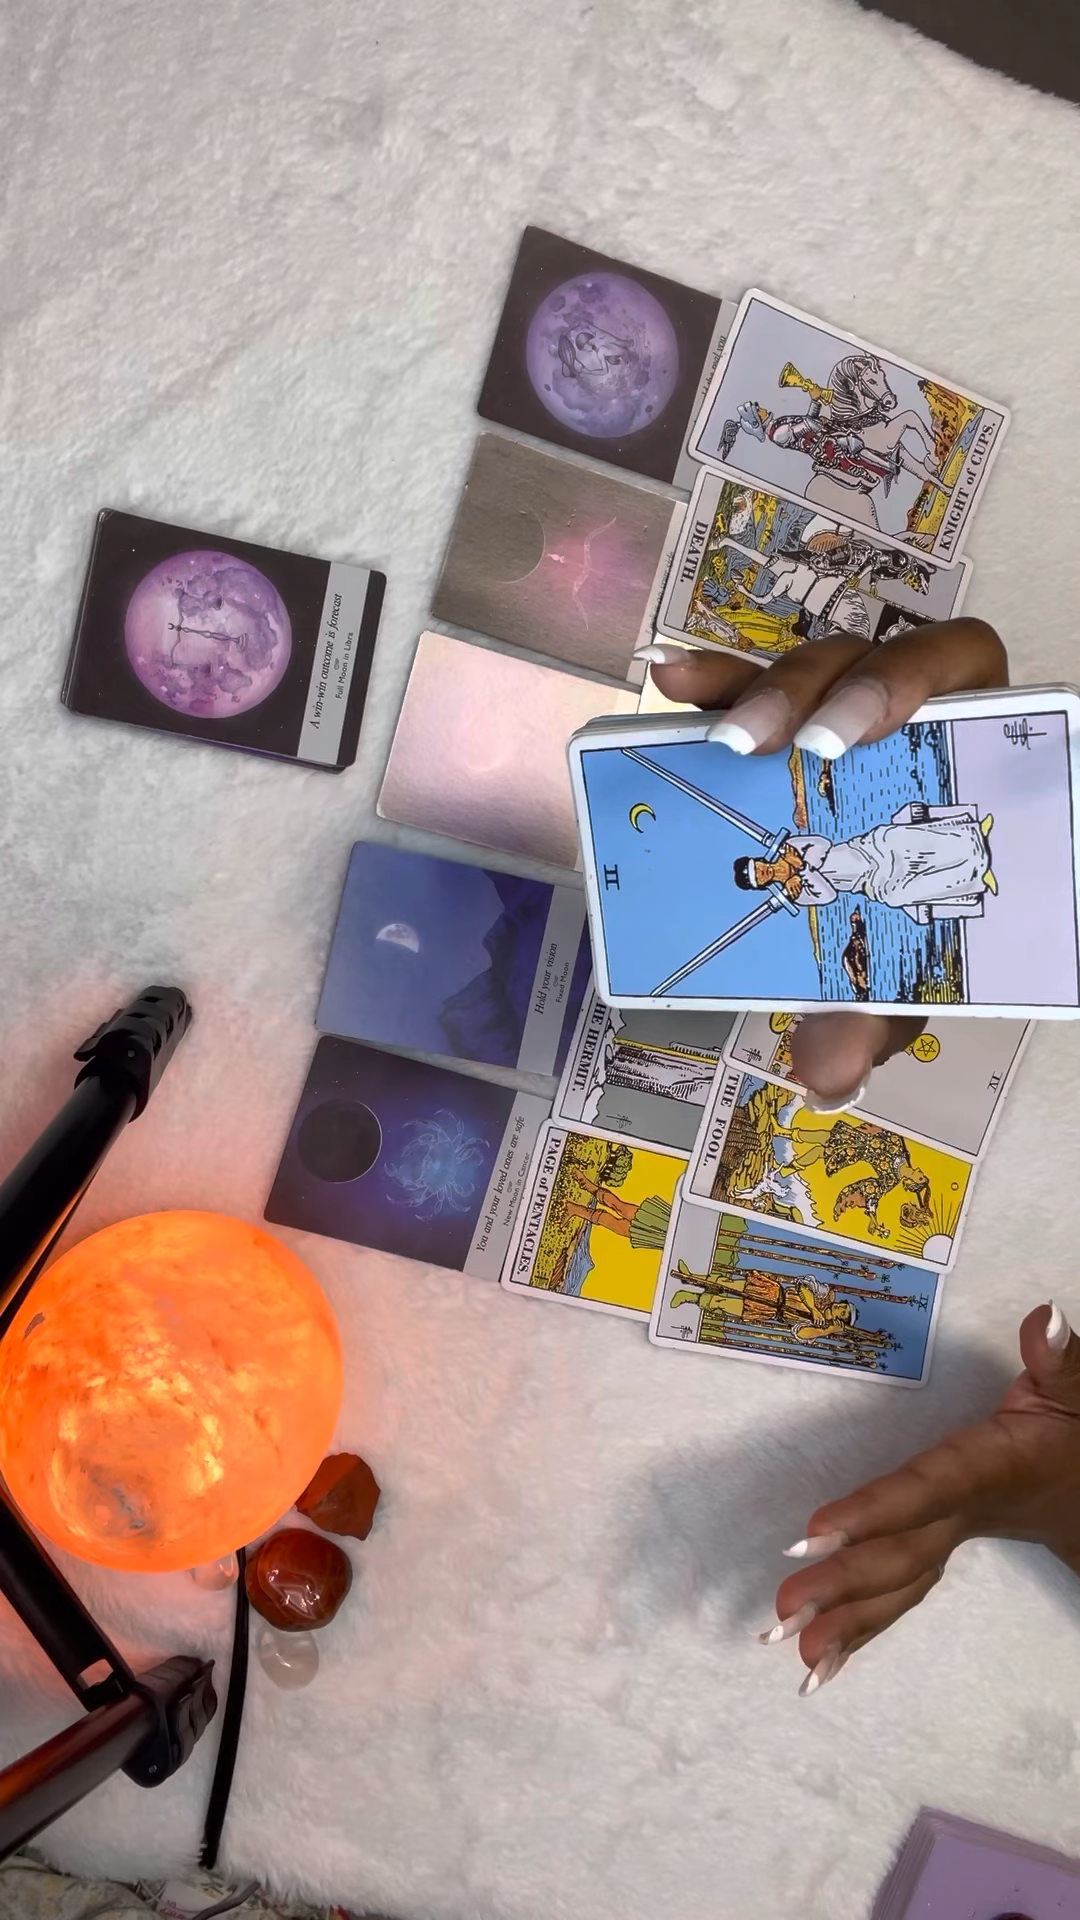 KNIGHT of CUPS.
DEATH.
A win-win outcome is forecast
Full Moon in Libra
II
Hold your vision
Fixed Moon
THE HERMIT.
IV
THE FOOL.
0
You and your loved ones are safe
New Moon in Cancer
PAGE of PENTACLES.
IX